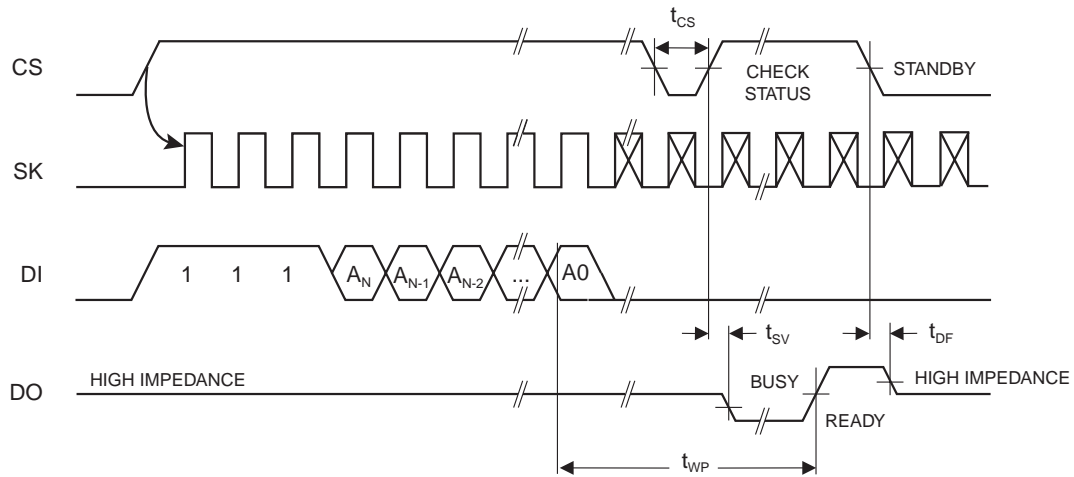 t_CS
CS
CHECK
STATUS
STANDBY
SK
DI
1 1 1 A_N A_N-1 A_N-2 ... A0
t_SV
t_DF
DO
HIGH IMPEDANCE
BUSY
READY
HIGH IMPEDANCE
t_WP